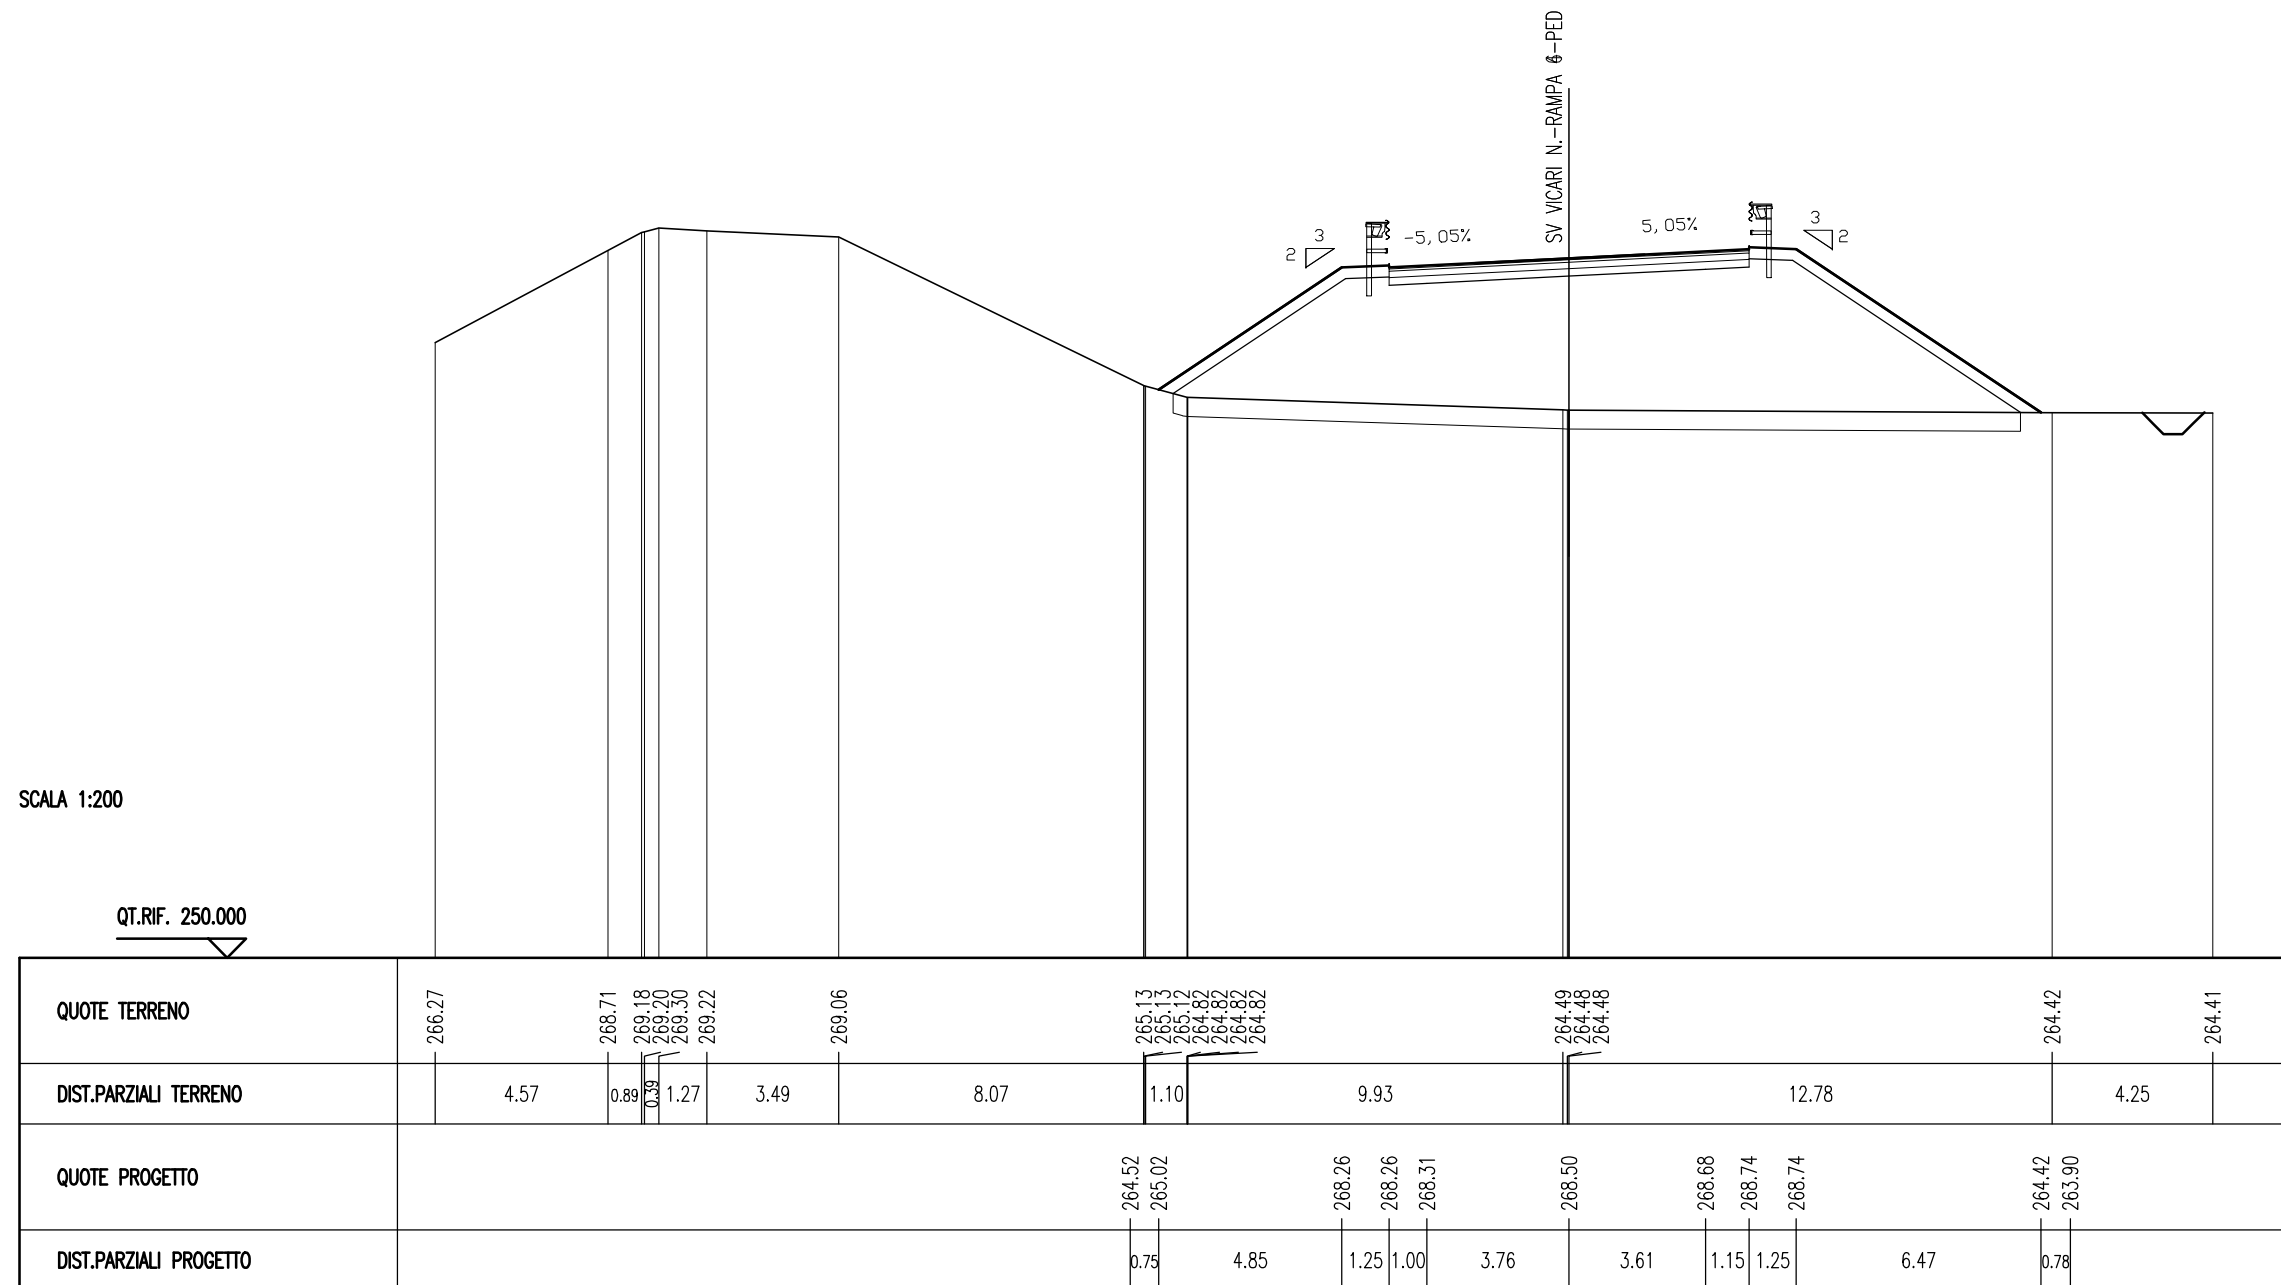 SV VICARI N.-RAMPA 6-PED
3
2
-5,05%
5,05%
3
2
SCALA 1:200
QT.RIF. 250.000
QUOTE TERRENO 266.27 268.71 269.18 269.20 269.30 269.22 269.06 265.13 265.13 265.12 264.82 264.82 264.82 264.82 264.49 264.48 264.48 264.42 264.41
DIST.PARZIALI TERRENO 4.57 0.89 0.39 1.27 3.49 8.07 1.10 9.93 12.78 4.25
QUOTE PROGETTO 264.52 265.02 268.26 268.26 268.31 268.50 268.68 268.74 268.74 264.42 263.90
DIST.PARZIALI PROGETTO 0.75 4.85 1.25 1.00 3.76 3.61 1.15 1.25 6.47 0.78